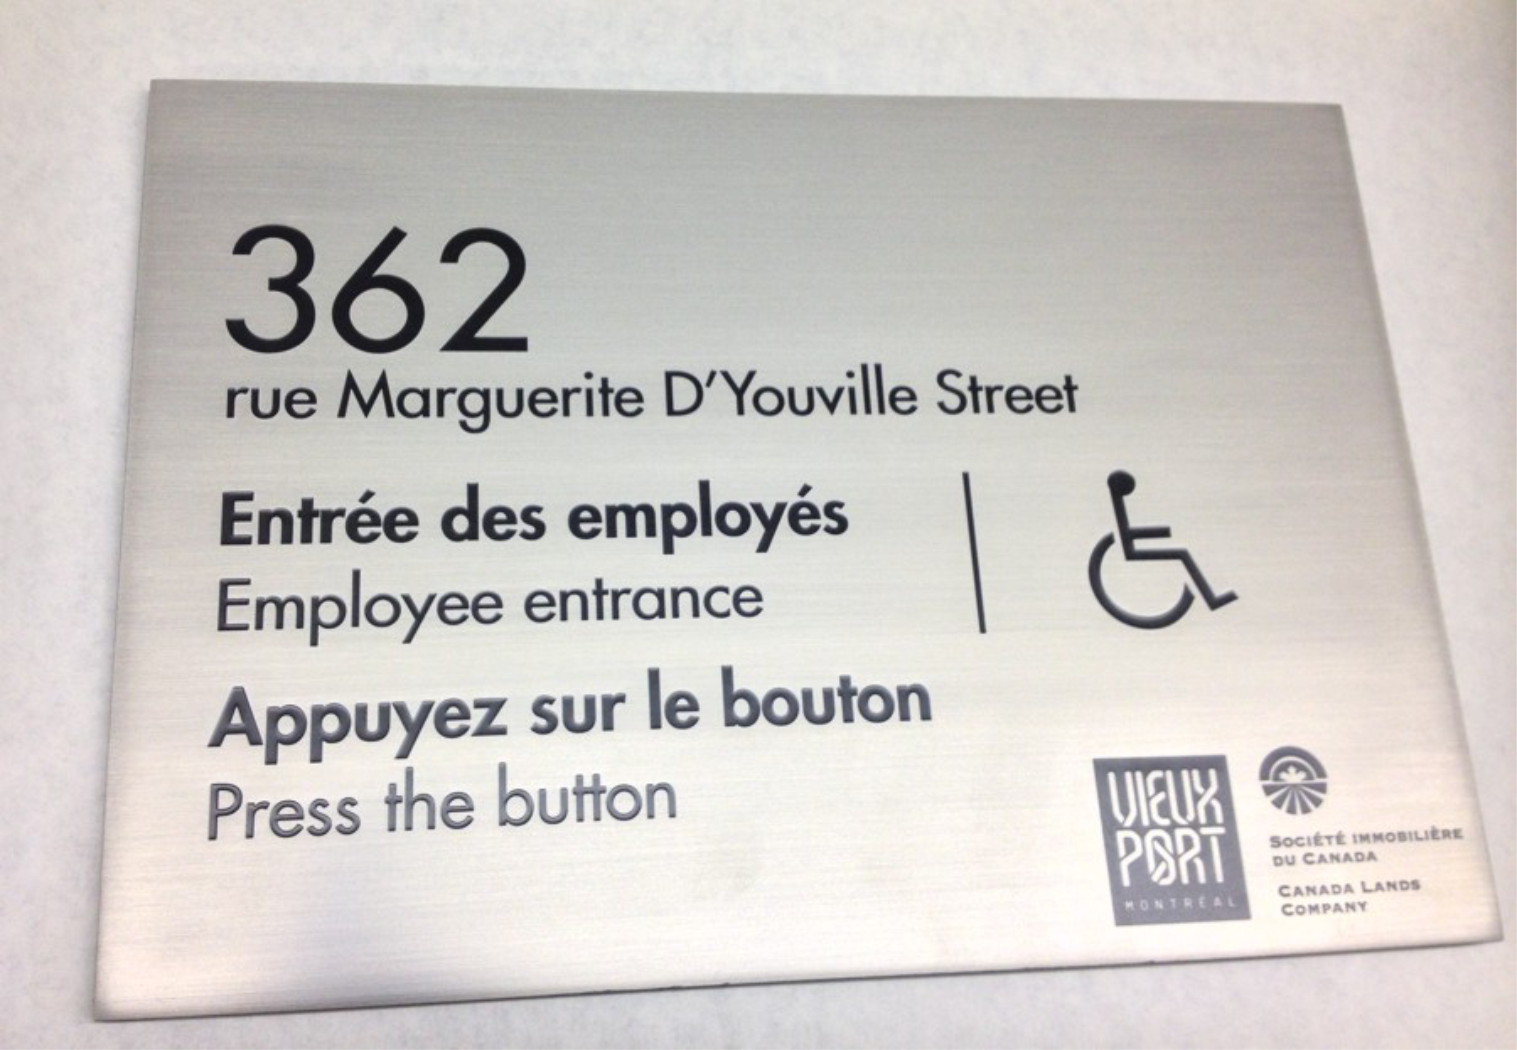 362
rue Marguerite D'Youville Street
Entrée des employés
Employee entrance
Appuyez sur le bouton
Press the button
VIEUX
PORT
MONTRÉAL
SOCIÉTÉ IMMOBILIÈRE
DU CANADA
CANADA LANDS
COMPANY